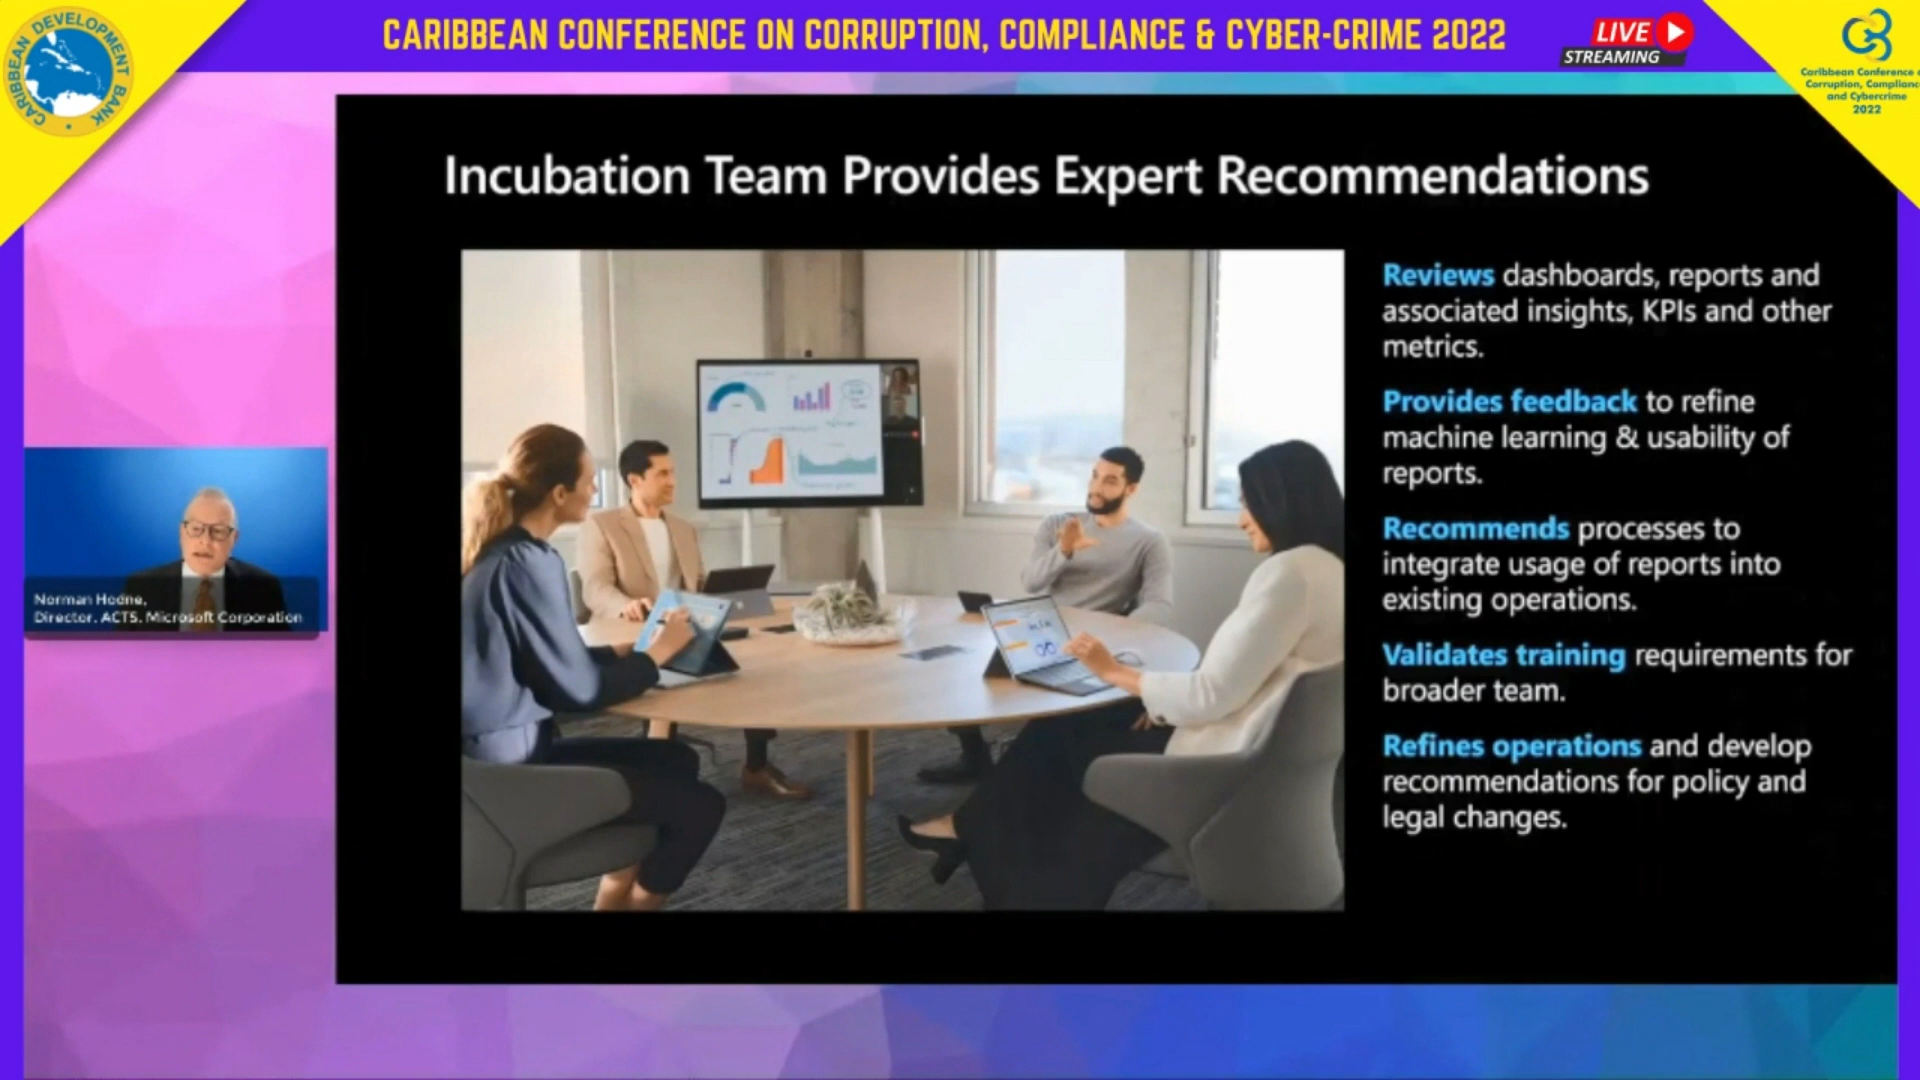 CARIBBEAN DEVELOPMENT BANK
CARIBBEAN CONFERENCE ON CORRUPTION, COMPLIANCE & CYBER-CRIME 2022
LIVE
STREAMING
Caribbean Conference
Corruption, Complianc
and Cybercrime
2022
Incubation Team Provides Expert Recommendations
Reviews dashboards, reports and
associated insights, KPIs and other
metrics.
Provides feedback to refine
machine learning & usability of
reports.
Recommends processes to
integrate usage of reports into
existing operations.
Validates training requirements for
broader team.
Refines operations and develop
recommendations for policy and
legal changes.
Norman Hodne,
Director, ACTS, Microsoft Corporation